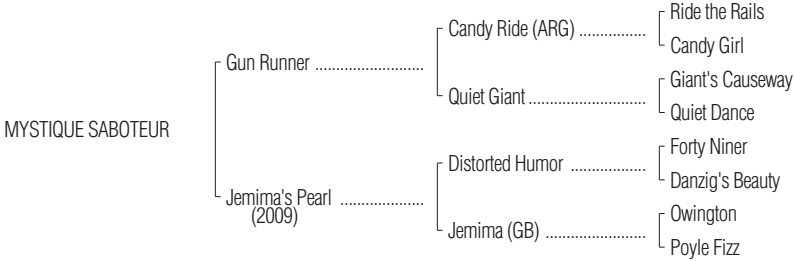 Ride the Rails
Candy Ride (ARG) ................
Candy Girl
Gun Runner ..........................
Giant's Causeway
Quiet Giant ............................
Quiet Dance
MYSTIQUE SABOTEUR
Forty Niner
Distorted Humor ..................
Danzig's Beauty
Jemima's Pearl ....................
(2009)
Owington
Jemima (GB) ........................
Poyle Fizz